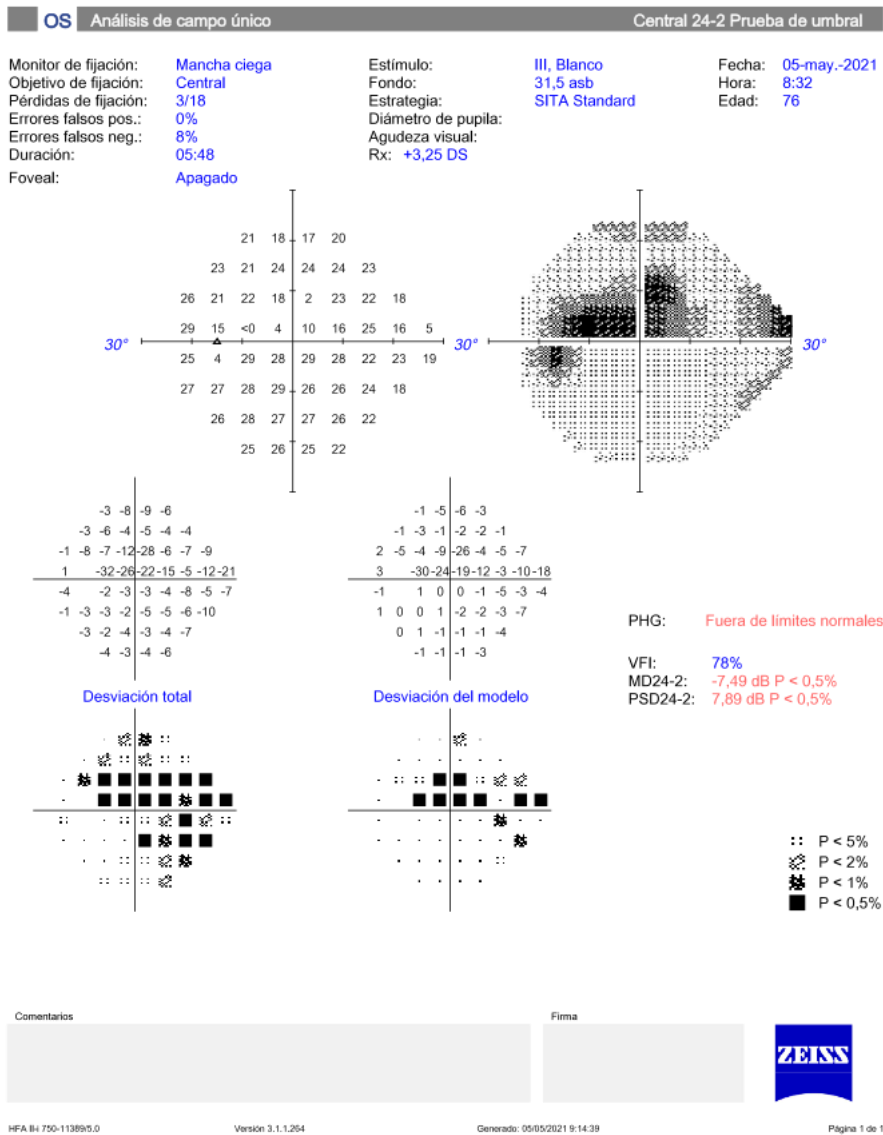 OS Análisis de campo único Central 24-2 Prueba de umbral
Monitor de fijación: Mancha ciega Estímulo: III, Blanco Fecha: 05-may.-2021
Objetivo de fijación: Central Fondo: 31,5 asb Hora: 8:32
Pérdidas de fijación: 3/18 Estrategia: SITA Standard Edad: 76
Errores falsos pos.: 0% Diámetro de pupila:
Errores falsos neg.: 8% Agudeza visual:
Duración: 05:48 Rx: +3,25 DS
Foveal: Apagado
21 18 17 20
23 21 24 24 24 23
26 21 22 18 2 23 22 18
29 15 <0 4 10 16 25 16 5
30° 30° 30°
25 4 29 28 29 28 22 23 19
27 27 28 29 26 26 24 18
26 28 27 27 26 22
25 26 25 22
-3 -8 -9 -6 -1 -5 -6 -3
-3 -6 -4 -5 -4 -4 -1 -3 -1 -2 -2 -1
-1 -8 -7 -12 -28 -6 -7 -9 2 -5 -4 -9 -26 -4 -5 -7
1 -32 -26 -22 -15 -5 -12 -21 3 -30 -24 -19 -12 -3 -10 -18
-4 -2 -3 -3 -4 -8 -5 -7 -1 1 0 0 -1 -5 -3 -4
-1 -3 -3 -2 -5 -5 -6 -10 1 0 0 1 -2 -2 -3 -7
-3 -2 -4 -3 -4 -7 0 1 -1 -1 -1 -4
-4 -3 -4 -6 -1 -1 -1 -3
PHG: Fuera de límites normales
VFI: 78%
MD24-2: -7,49 dB P < 0,5%
PSD24-2: 7,89 dB P < 0,5%
Desviación total Desviación del modelo
P < 5%
P < 2%
P < 1%
P < 0,5%
Comentarios Firma
ZEISS
HFA II-i 750-11389/5.0 Versión 3.1.1.264 Generado: 05/05/2021 9:14:39 Página 1 de 1